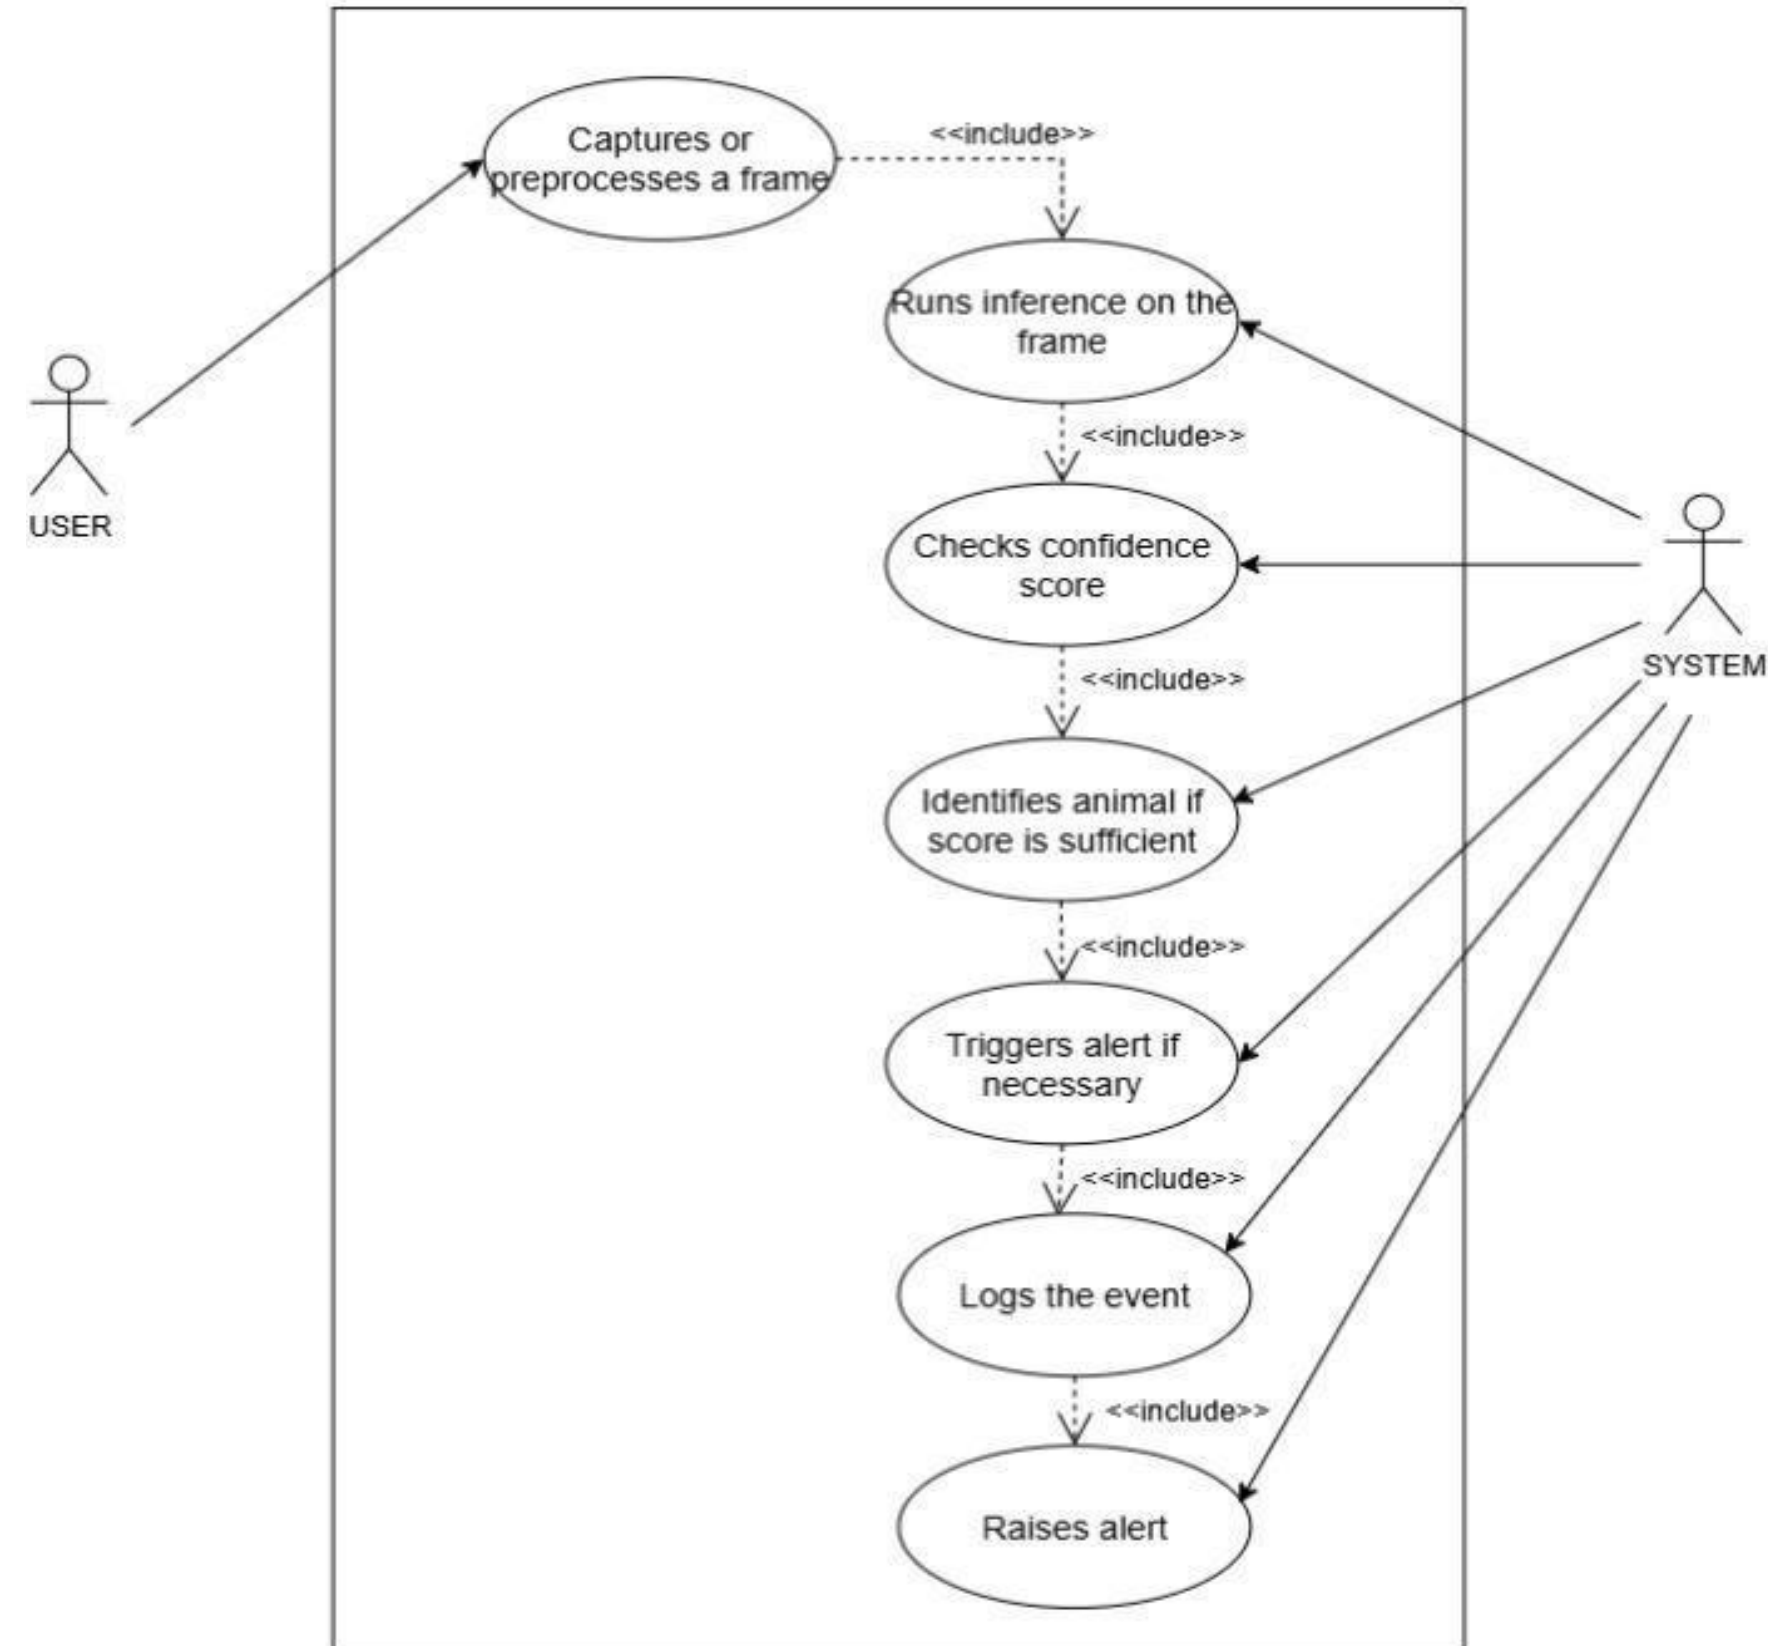 Captures or
preprocesses a frame
<<include>>
Runs inference on the
frame
<<include>>
USER
Checks confidence
score
SYSTEM
<<include>>
Identifies animal if
score is sufficient
<<include>>
Triggers alert if
necessary
<<include>>
Logs the event
<<include>>
Raises alert